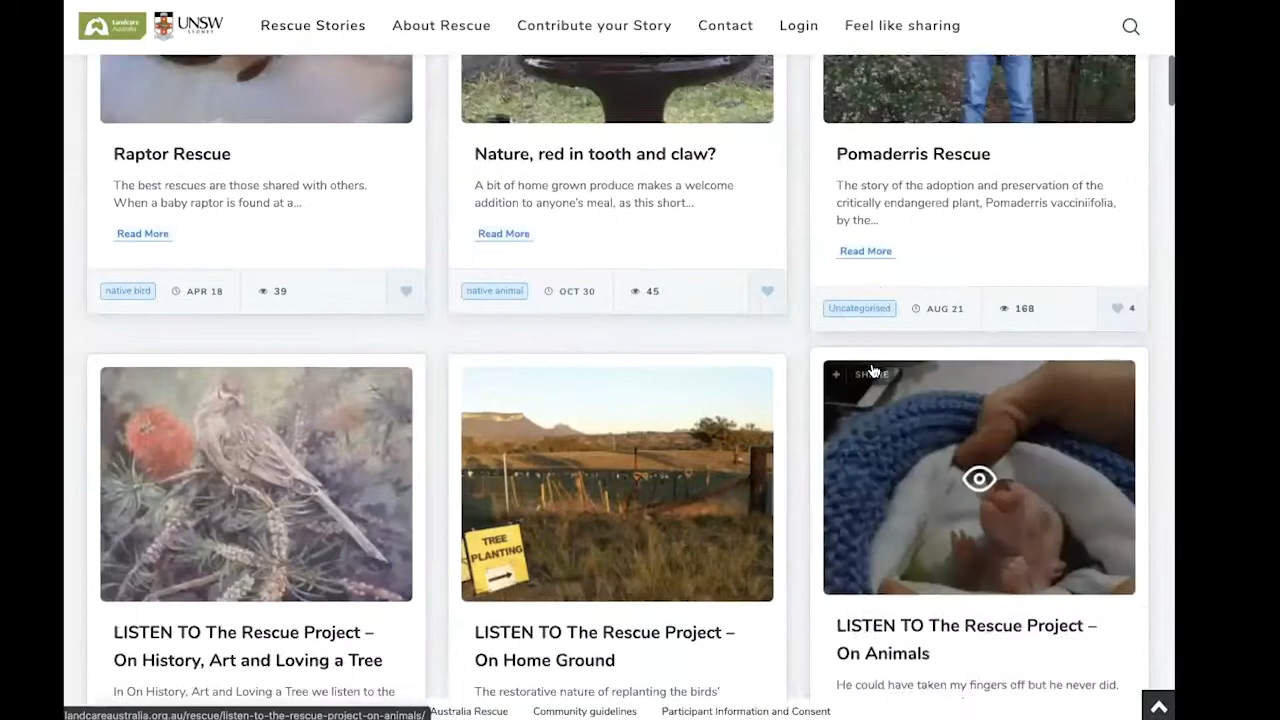 Landcare
Australia
UNSW
SYDNEY
Rescue Stories
About Rescue
Contribute your Story
Contact
Login
Feel like sharing
Raptor Rescue
The best rescues are those shared with others.
When a baby raptor is found at a...
Read More
native bird
APR 18
39
Nature, red in tooth and claw?
A bit of home grown produce makes a welcome
addition to anyone's meal, as this short...
Read More
native animal
OCT 30
45
Pomaderris Rescue
The story of the adoption and preservation of the
critically endangered plant, Pomaderris vacciniifolia,
by the...
Read More
Uncategorised
AUG 21
168
4
LISTEN TO The Rescue Project –
On History, Art and Loving a Tree
In On History, Art and Loving a Tree we listen to the
TREE
PLANTING
LISTEN TO The Rescue Project –
On Home Ground
The restorative nature of replanting the birds'
SHARE
LISTEN TO The Rescue Project –
On Animals
He could have taken my fingers off but he never did.
landcareaustralia.org.au/rescue/listen-to-the-rescue-project-on-animals/
Australia Rescue
Community guidelines
Participant Information and Consent